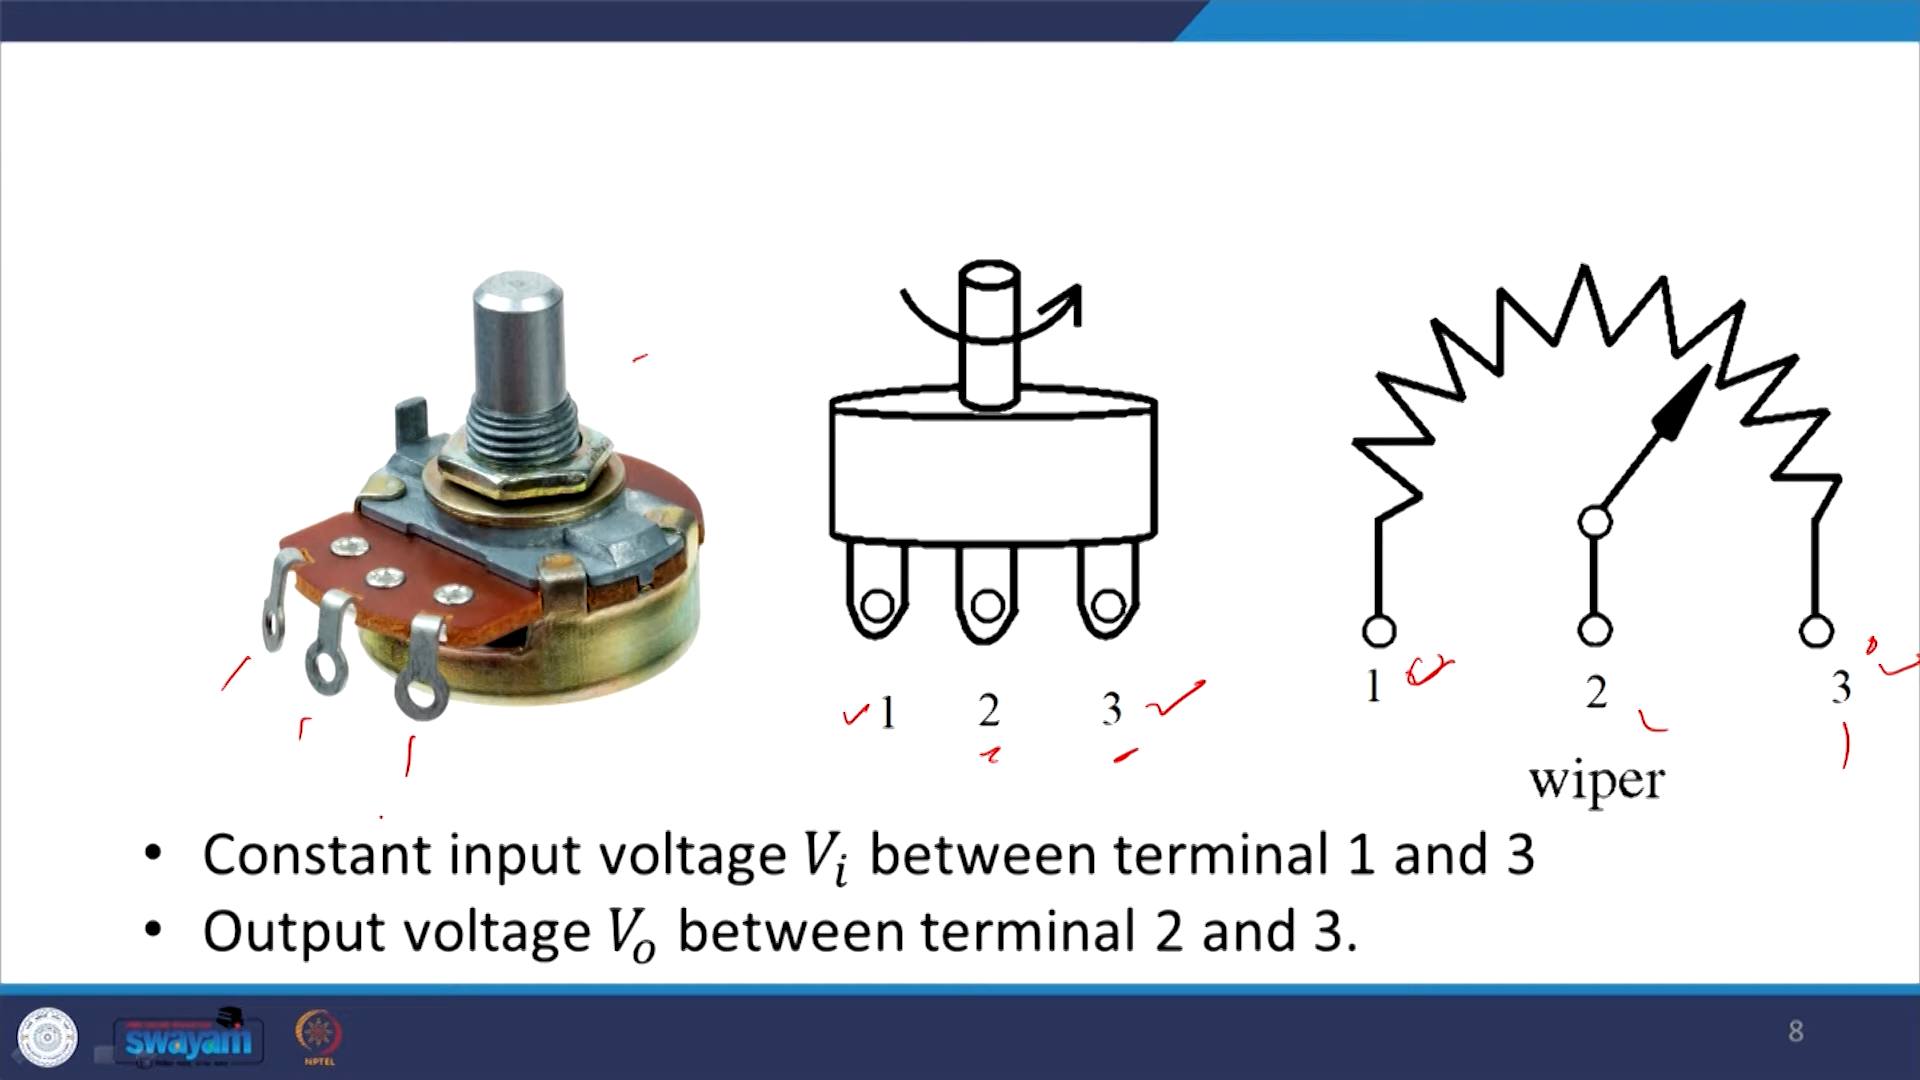 1 2 3
1 2 3
wiper
• Constant input voltage Vᵢ between terminal 1 and 3
• Output voltage Vₒ between terminal 2 and 3.
swayam
NPTEL
8